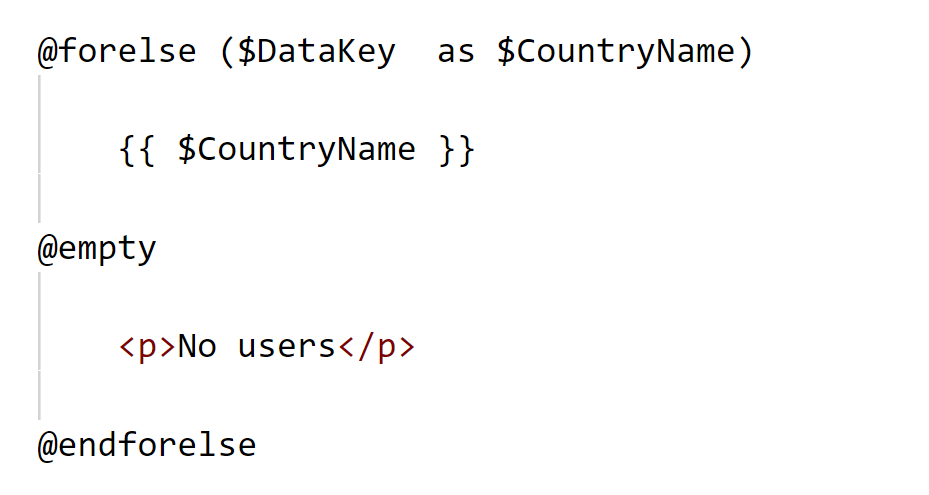 @forelse ($DataKey  as $CountryName)
{{ $CountryName }}
@empty
<p>No users</p>
@endforelse